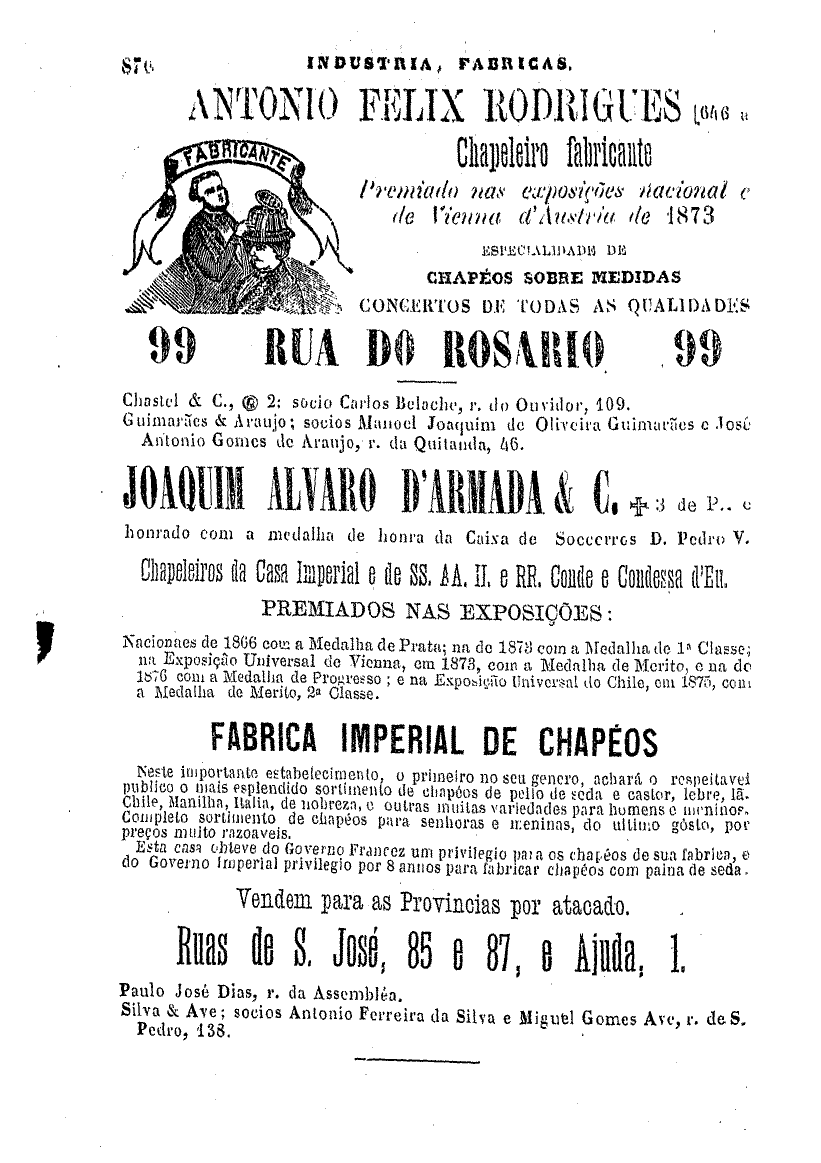 876 INDUSTRIA, FABRICAS.
ANTONIO FELIX RODRIGUES [646 a
FABRICANTE
Chapeleiro fabricante
Premiado nas exposições nacional e
de Vienna d'Austria de 1873
ESPECIALIDADE DE
CHAPÉOS SOBRE MEDIDAS
CONCERTOS DE TODAS AS QUALIDADES
99 RUA DO ROSARIO 99
Chastel & C., 2: socio Carlos Belache, r. do Ouvidor, 109.
Guimarães & Araujo; socios Manoel Joaquim de Oliveira Guimarães e José
Antonio Gomes de Araujo, r. da Quitanda, 46.
JOAQUIM ALVARO D'ARMADA & C. ✠ 3 de P.. e
honrado com a medalha de honra da Caixa de Soccorros D. Pedro V.
Chapeleiros da Casa Imperial e de SS. AA. II. e RR. Conde e Condessa d'Eu.
PREMIADOS NAS EXPOSIÇÕES:
Nacionaes de 1866 com a Medalha de Prata; na de 1873 com a Medalha de 1ª Classe;
na Exposição Universal de Vienna, em 1873, com a Medalha de Merito, e na de
1876 com a Medalha de Progresso; e na Exposição Universal do Chile, em 1875, com
a Medalha de Merito, 2ª Classe.
FABRICA IMPERIAL DE CHAPÉOS
Neste importante estabelecimento, o primeiro no seu genero, achará o respeitavel
publico o mais esplendido sortimento de chapéos de pello de seda e castor, lebre, lã,
Chile, Manilha, Italia, de nobreza, e outras muitas variedades para homens e meninos.
Completo sortimento de chapéos para senhoras e meninas, do ultimo gôsto, por
preços muito razoaveis.
Esta casa obteve do Governo Francez um privilegio para os chapéos de sua fabrica, e
do Governo Imperial privilegio por 8 annos para fabricar chapéos com paina de seda.
Vendem para as Provincias por atacado.
Ruas de S. José, 85 e 87, e Ajuda, 1.
Paulo José Dias, r. da Assembléa.
Silva & Ave; socios Antonio Ferreira da Silva e Miguel Gomes Ave, r. de S.
Pedro, 138.